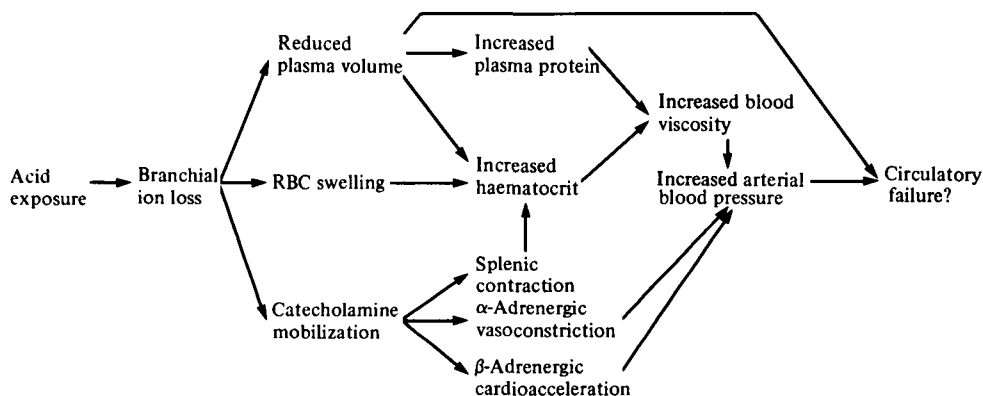 Reduced
plasma volume
Increased
plasma protein
Increased blood
viscosity
Acid
exposure
Branchial
ion loss
RBC swelling
Increased
haematocrit
Increased arterial
blood pressure
Circulatory
failure?
Catecholamine
mobilization
Splenic
contraction
α-Adrenergic
vasoconstriction
β-Adrenergic
cardioacceleration